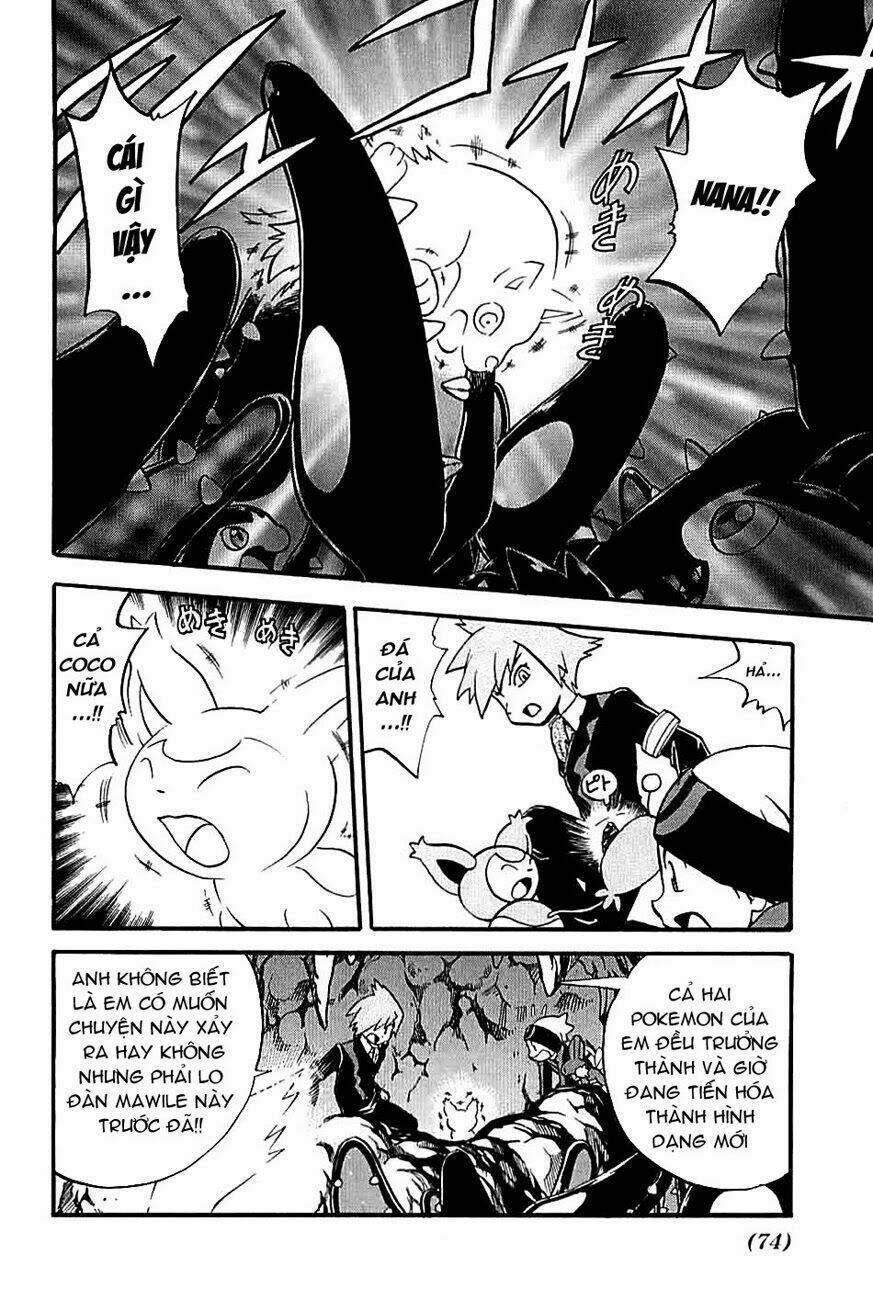 NANA!!
めき
めき
CÁI
GÌ
VẬY
...
HẢ...
ĐÁ
CỦA
ANH
...!!
ピト
めき
めき
CẢ
COCO
NỮA
...!!
CẢ HAI
POKEMON CỦA
EM ĐỀU TRƯỞNG
THÀNH VÀ GIỜ
ĐANG TIẾN HÓA
THÀNH HÌNH
DẠNG MỚI
ANH KHÔNG BIẾT
LÀ EM CÓ MUỐN
CHUYỆN NÀY XẢY
RA HAY KHÔNG
NHƯNG PHẢI LO
ĐÀN MAWILE NÀY
TRƯỚC ĐÃ!!
(74)